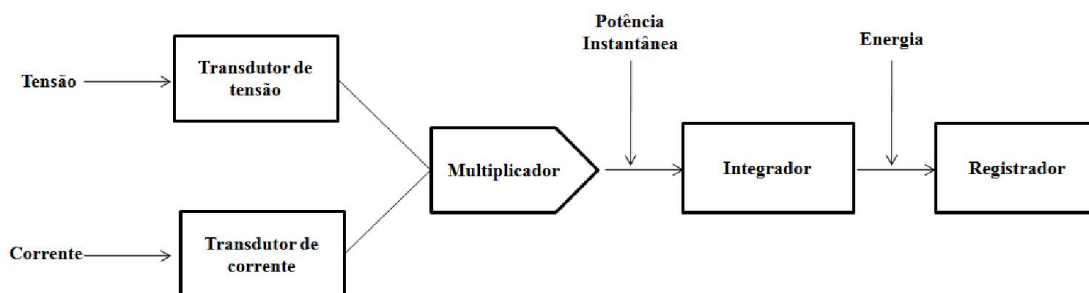 Tensão
Transdutor de
tensão
Corrente
Transdutor de
corrente
Multiplicador
Potência
Instantânea
Integrador
Energia
Registrador